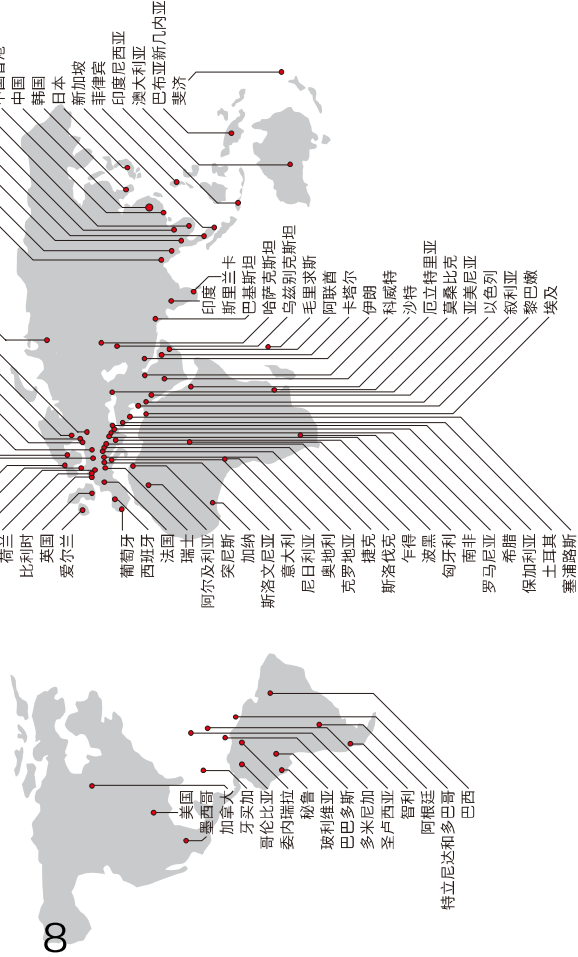 中国
韩国
日本
新加坡
菲律宾
印度尼西亚
澳大利亚
巴布亚新几内亚
斐济
印度
斯里兰卡
巴基斯坦
哈萨克斯坦
乌兹别克斯坦
毛里求斯
阿联酋
卡塔尔
伊朗
科威特
沙特
厄立特里亚
莫桑比克
亚美尼亚
以色列
叙利亚
黎巴嫩
埃及
荷兰
比利时
英国
爱尔兰
葡萄牙
西班牙
法国
瑞士
阿尔及利亚
突尼斯
加纳
斯洛文尼亚
意大利
尼日利亚
奥地利
克罗地亚
捷克
斯洛伐克
乍得
波黑
匈牙利
南非
罗马尼亚
希腊
保加利亚
土耳其
塞浦路斯
美国
墨西哥
加拿大
牙买加
哥伦比亚
委内瑞拉
秘鲁
玻利维亚
巴巴多斯
多米尼加
圣卢西亚
智利
阿根廷
特立尼达和多巴哥
巴西
8